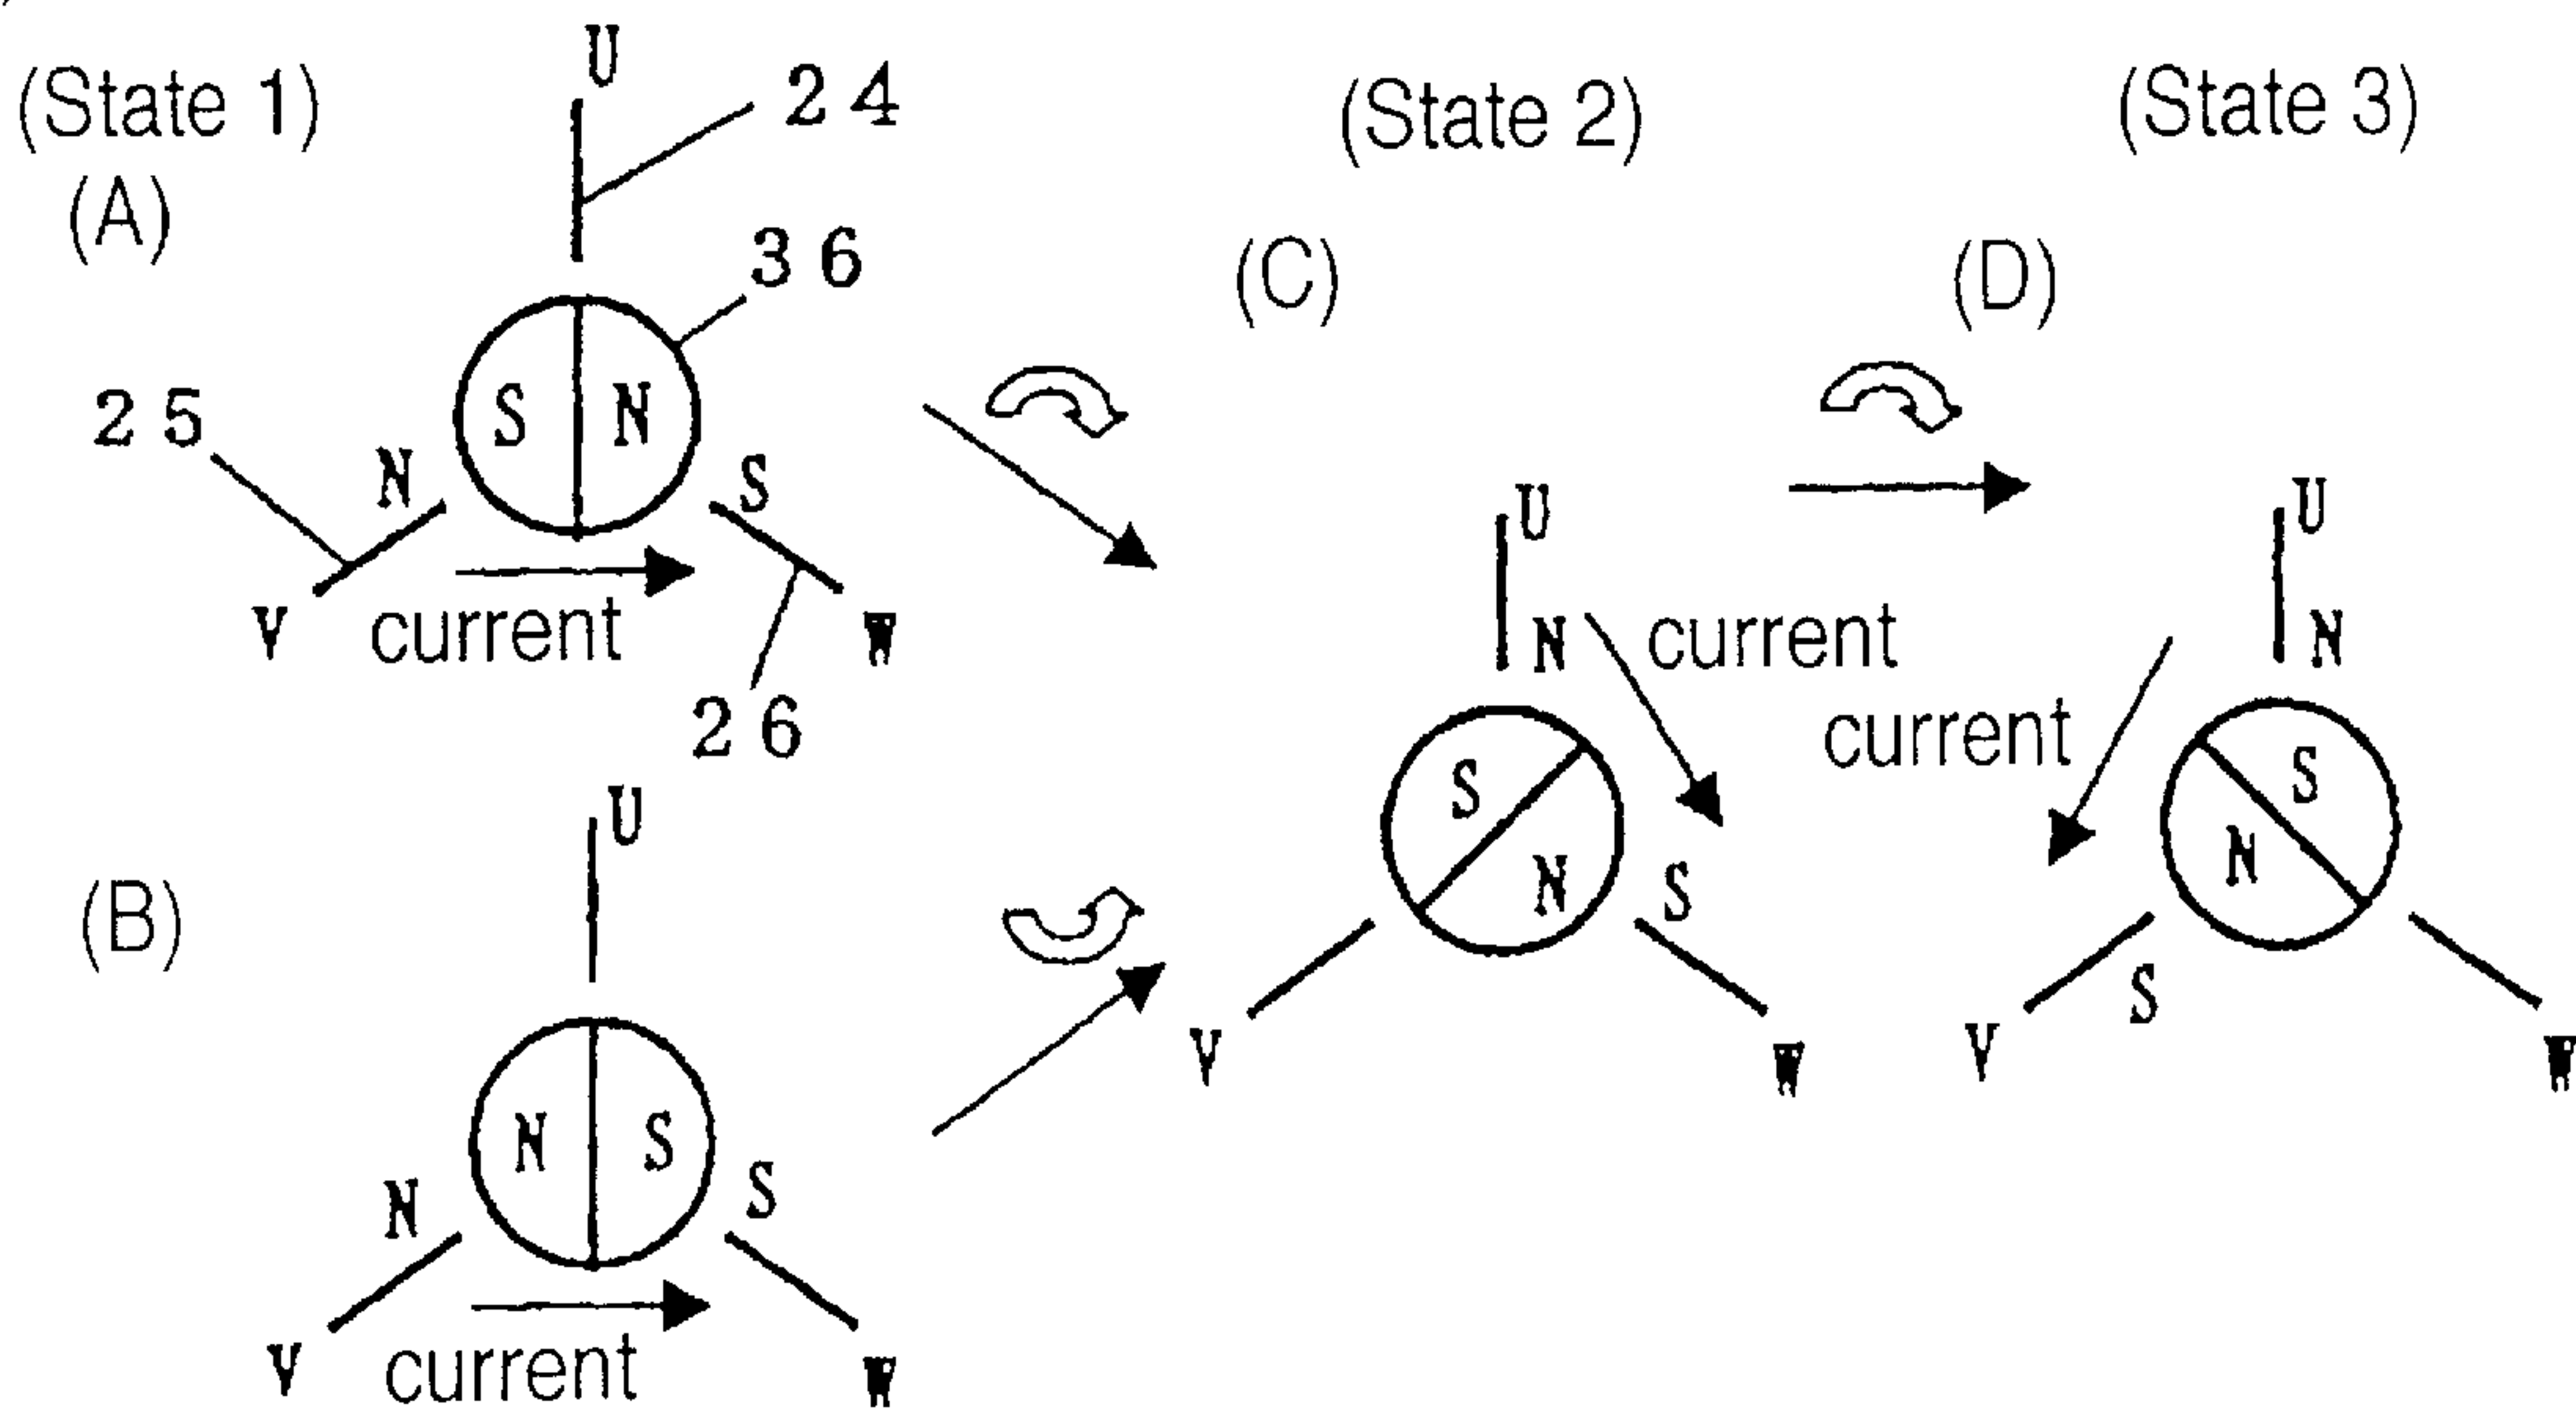 (State 1)
(A)
U
24
36
S N
25
N
S
V
current
W
26
(B)
U
N S
N
S
V
current
W
(State 2)
(C)
U
N
current
S
N
S
V
W
(State 3)
(D)
U
N
current
S
N
S
V
W